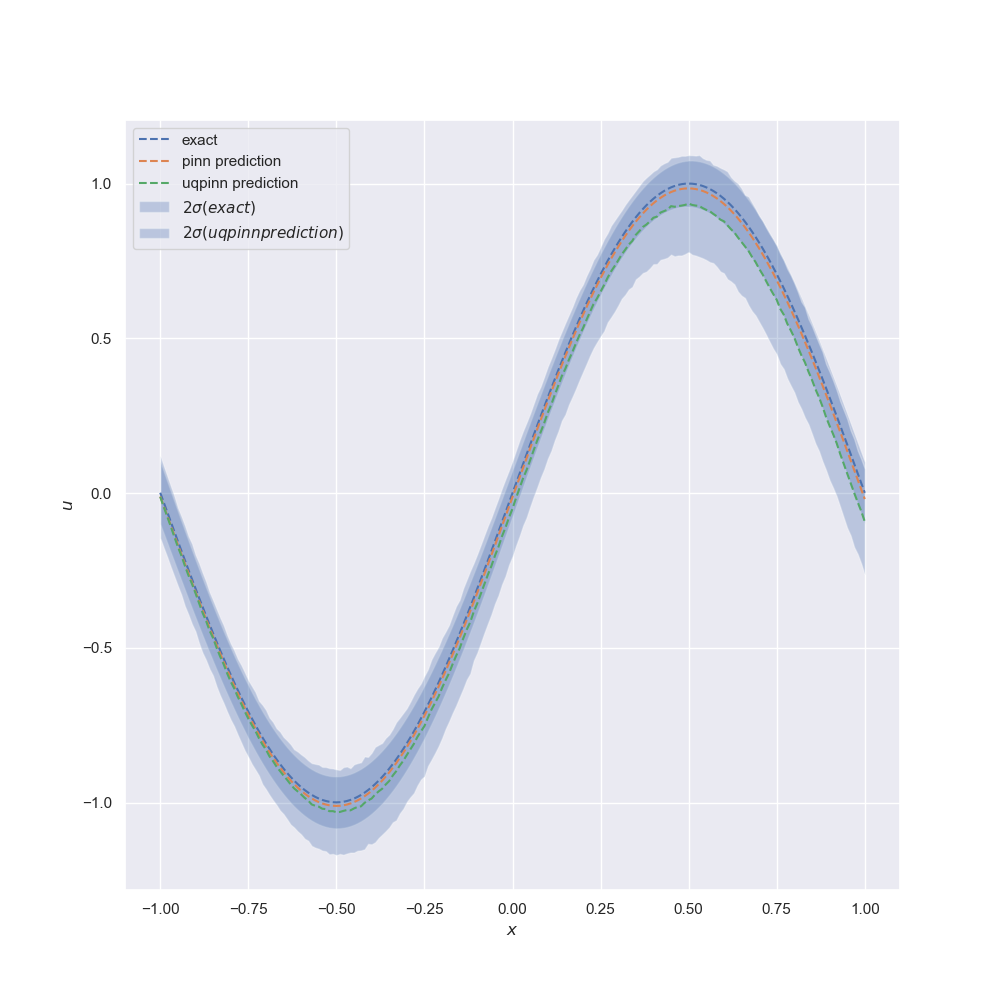 exact
pinn prediction
uqpinn prediction
2σ(exact)
2σ(uqpinnprediction)
1.0
0.5
0.0
−0.5
−1.0
u
−1.00 −0.75 −0.50 −0.25 0.00 0.25 0.50 0.75 1.00
x